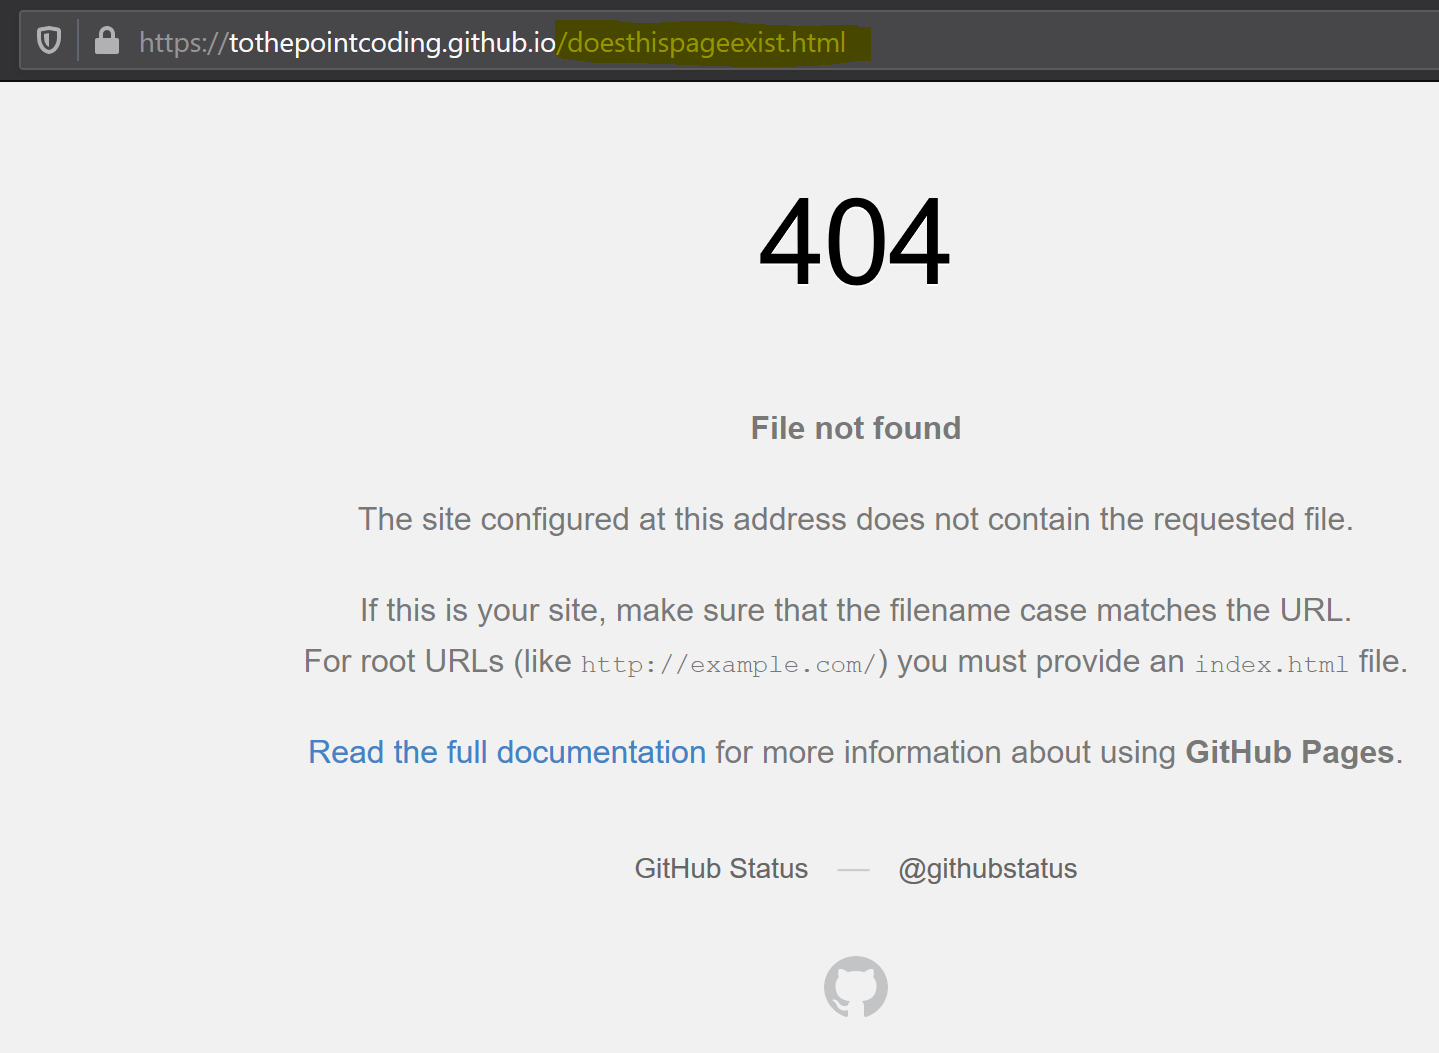 https://tothepointcoding.github.io/doesthispageexist.html
404
File not found
The site configured at this address does not contain the requested file.
If this is your site, make sure that the filename case matches the URL.
For root URLs (like http://example.com/) you must provide an index.html file.
Read the full documentation for more information about using GitHub Pages.
GitHub Status — @githubstatus